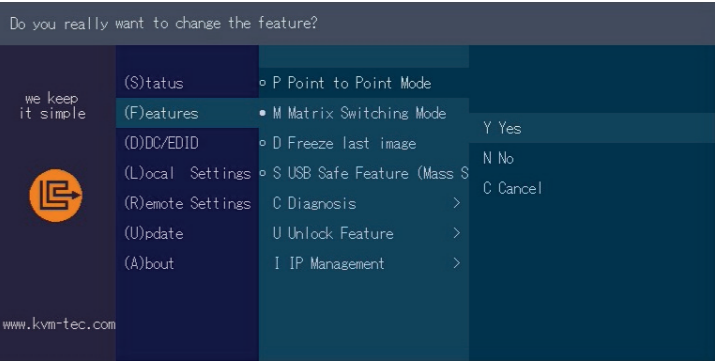 Do you really want to change the feature?
we keep
it simple
www.kvm-tec.com
(S)tatus
(F)eatures
(D)DC/EDID
(L)ocal Settings
(R)emote Settings
(U)pdate
(A)bout
P Point to Point Mode
M Matrix Switching Mode
D Freeze last image
S USB Safe Feature (Mass S
C Diagnosis >
U Unlock Feature >
I IP Management >
Y Yes
N No
C Cancel